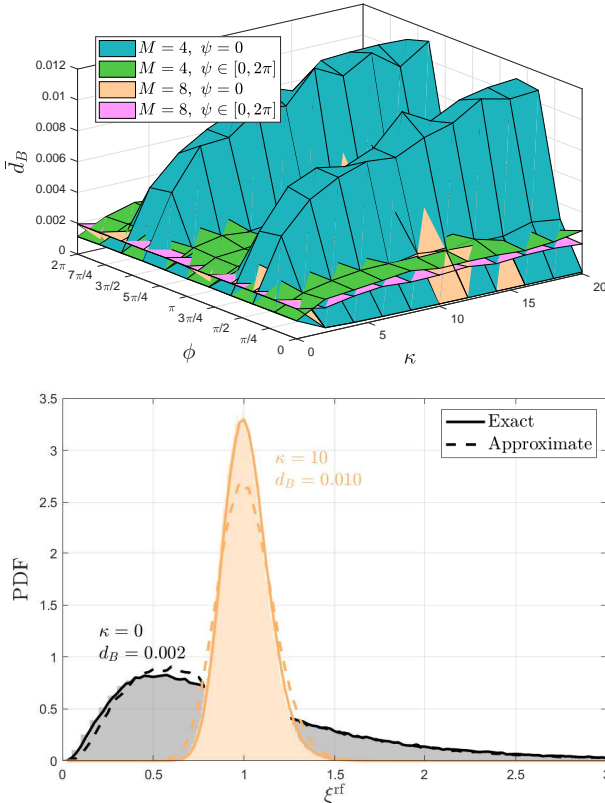 M = 4, ψ = 0
M = 4, ψ ∈ [0, 2π]
M = 8, ψ = 0
M = 8, ψ ∈ [0, 2π]
0.012
0.01
0.008
0.006
0.004
0.002
0
d̄_B
2π
7π/4
3π/2
5π/4
π
3π/4
π/2
π/4
0
ϕ
0
5
10
15
20
κ
3.5
3
2.5
2
1.5
1
0.5
0
PDF
Exact
Approximate
κ = 10
d_B = 0.010
κ = 0
d_B = 0.002
0
0.5
1
1.5
2
2.5
3
ξ^rf